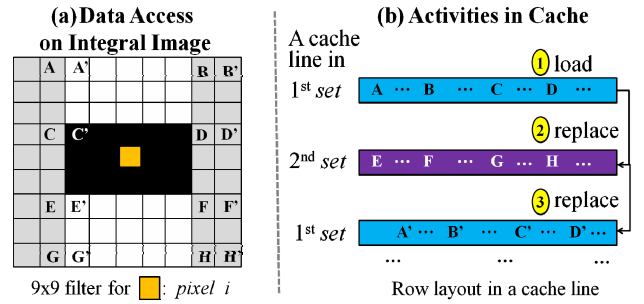 (a)Data Access
on Integral Image
A A' B B'
C C' D D'
E E' F F'
G G' H H'
9x9 filter for : pixel i
(b) Activities in Cache
A cache
line in
1 load
1st set
A ... B ... C ... D ...
2 replace
2nd set
E ... F ... G ... H ...
3 replace
1st set
A' ... B' ... C' ... D' ...
... ...
Row layout in a cache line